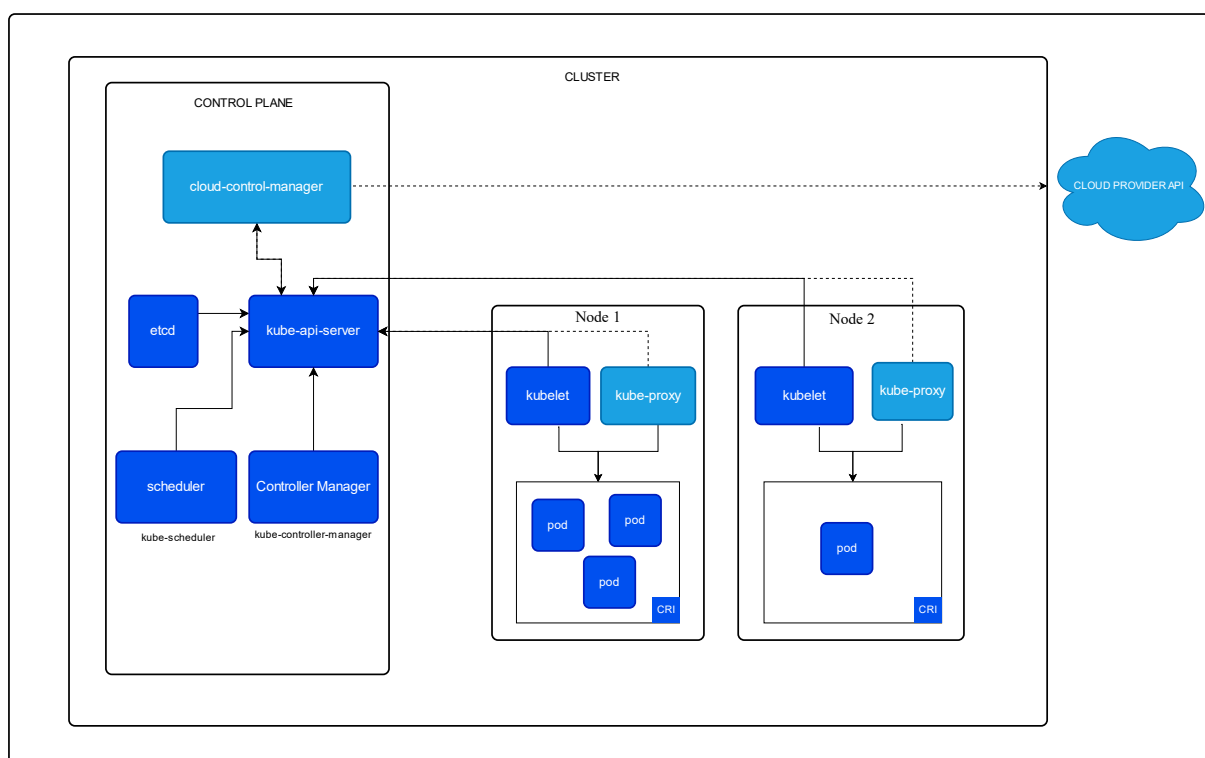 CLUSTER
CONTROL PLANE
cloud-control-manager
CLOUD PROVIDER API
etcd
kube-api-server
Node 1
Node 2
kubelet
kube-proxy
kubelet
kube-proxy
scheduler
Controller Manager
kube-scheduler
kube-controller-manager
pod
pod
pod
CRI
pod
CRI